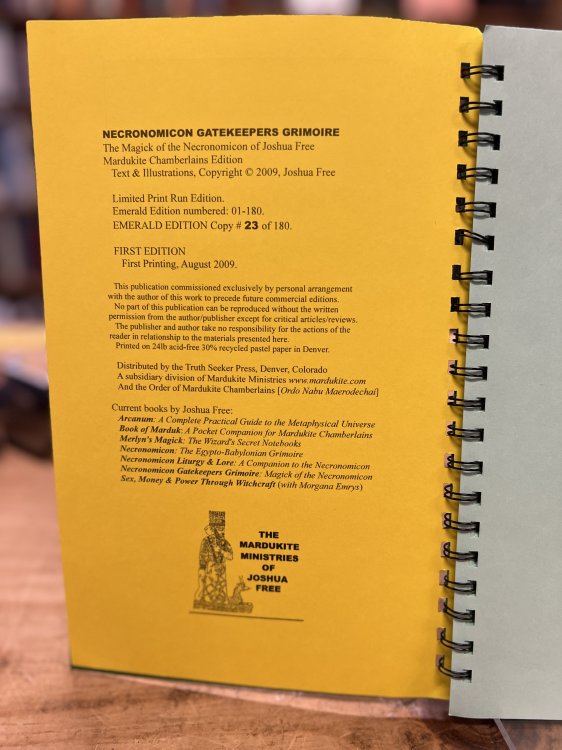 NECRONOMICON GATEKEEPERS GRIMOIRE
The Magick of the Necronomicon of Joshua Free
Mardukite Chamberlains Edition
Text & Illustrations, Copyright © 2009, Joshua Free
Limited Print Run Edition.
Emerald Edition numbered: 01-180.
EMERALD EDITION Copy # 23 of 180.
FIRST EDITION
First Printing, August 2009.
This publication commissioned exclusively by personal arrangement
with the author of this work to precede future commercial editions.
No part of this publication can be reproduced without the written
permission from the author/publisher except for critical articles/reviews.
The publisher and author take no responsibility for the actions of the
reader in relationship to the materials presented here.
Printed on 24lb acid-free 30% recycled pastel paper in Denver.
Distributed by the Truth Seeker Press, Denver, Colorado
A subsidiary division of Mardukite Ministries www.mardukite.com
And the Order of Mardukite Chamberlains [Ordo Nabu Maerodechai]
Current books by Joshua Free:
Arcanum: A Complete Practical Guide to the Metaphysical Universe
Book of Marduk: A Pocket Companion for Mardukite Chamberlains
Merlyn's Magick: The Wizard's Secret Notebooks
Necronomicon: The Egypto-Babylonian Grimoire
Necronomicon Liturgy & Lore: A Companion to the Necronomicon
Necronomicon Gatekeepers Grimoire: Magick of the Necronomicon
Sex, Money & Power Through Witchcraft (with Morgana Emrys)
THE
MARDUKITE
MINISTRIES
OF
JOSHUA
FREE